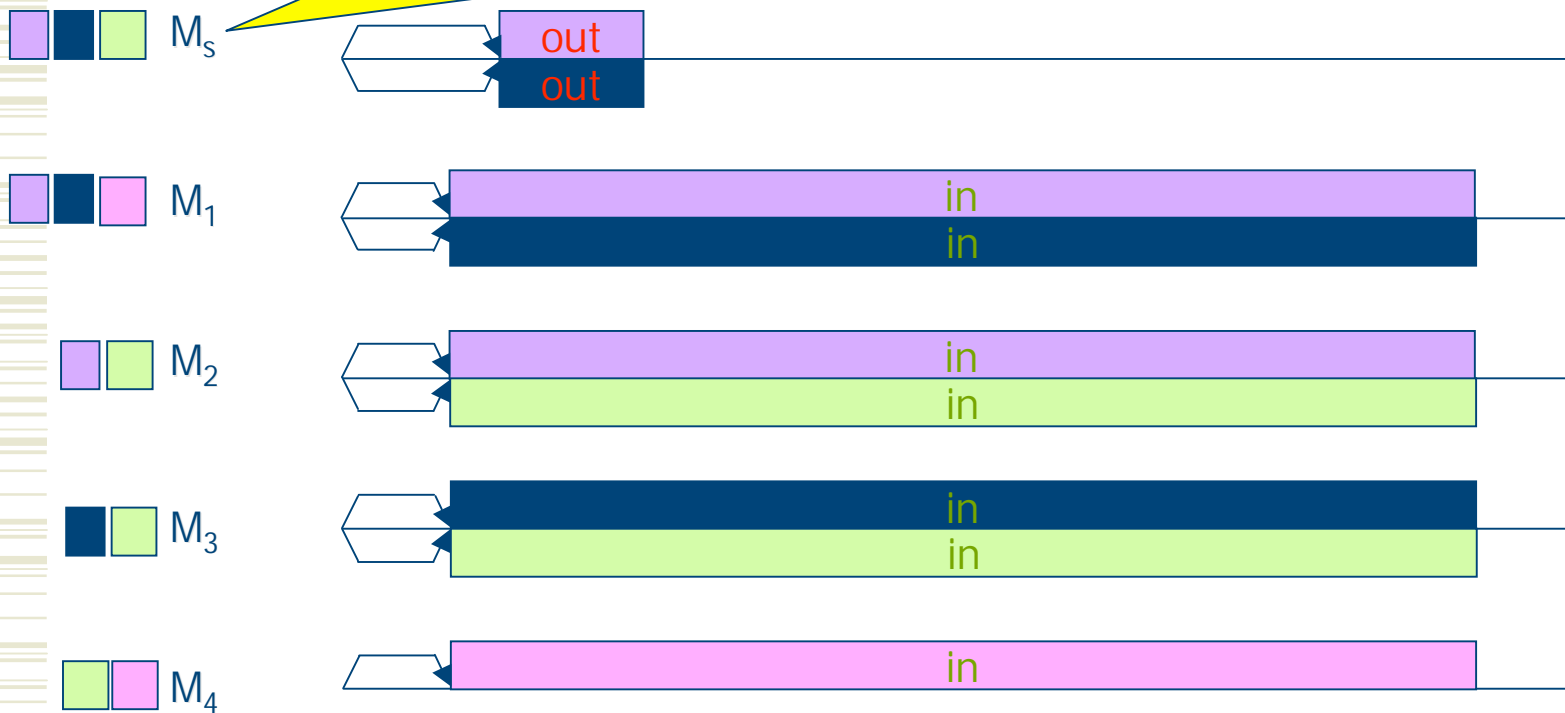 Mₛ out
out
M₁ in
in
M₂ in
in
M₃ in
in
M₄ in